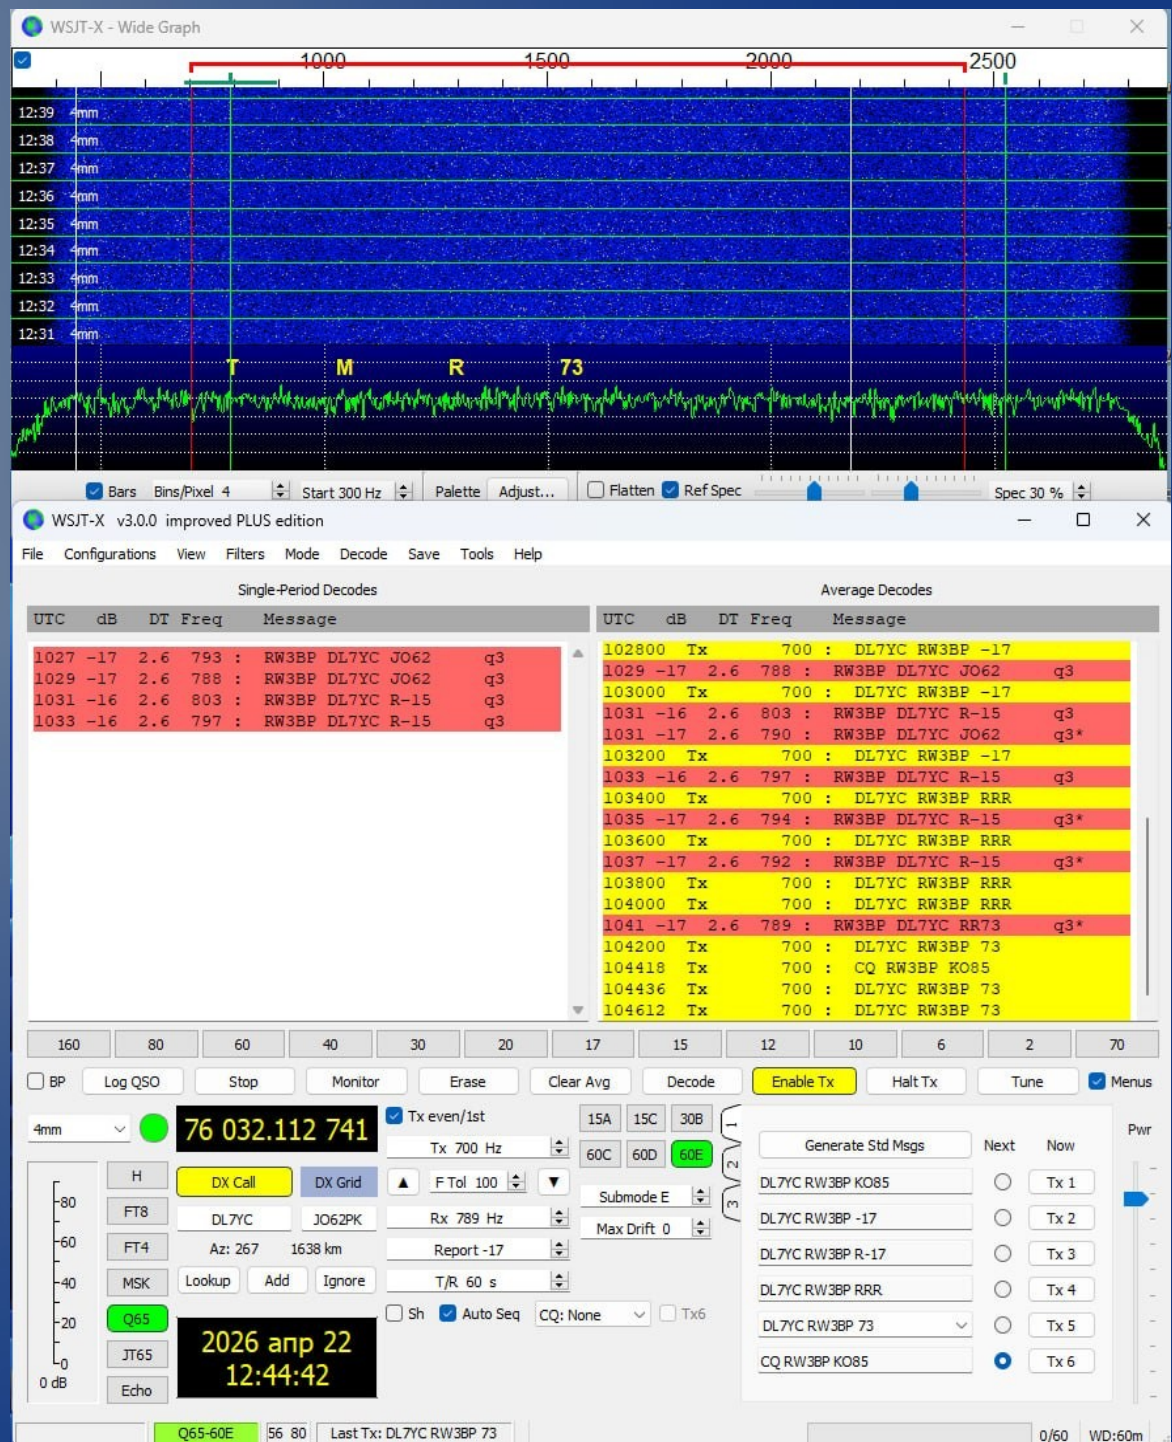 WSJT-X - Wide Graph
1000 1500 2000 2500
12:39 4mm
12:38 4mm
12:37 4mm
12:36 4mm
12:35 4mm
12:34 4mm
12:33 4mm
12:32 4mm
12:31 4mm
T M R 73
Bars Bins/Pixel 4 Start 300 Hz Palette Adjust... Flatten Ref Spec Spec 30 %
WSJT-X v3.0.0 improved PLUS edition
File Configurations View Filters Mode Decode Save Tools Help
Single-Period Decodes
UTC dB DT Freq Message
1027 -17 2.6 793 : RW3BP DL7YC JO62 q3
1029 -17 2.6 788 : RW3BP DL7YC JO62 q3
1031 -16 2.6 803 : RW3BP DL7YC R-15 q3
1033 -16 2.6 797 : RW3BP DL7YC R-15 q3
Average Decodes
UTC dB DT Freq Message
102800 Tx 700 : DL7YC RW3BP -17
1029 -17 2.6 788 : RW3BP DL7YC JO62 q3
103000 Tx 700 : DL7YC RW3BP -17
1031 -16 2.6 803 : RW3BP DL7YC R-15 q3
1031 -17 2.6 790 : RW3BP DL7YC JO62 q3*
103200 Tx 700 : DL7YC RW3BP -17
1033 -16 2.6 797 : RW3BP DL7YC R-15 q3
103400 Tx 700 : DL7YC RW3BP RRR
1035 -17 2.6 794 : RW3BP DL7YC R-15 q3*
103600 Tx 700 : DL7YC RW3BP RRR
1037 -17 2.6 792 : RW3BP DL7YC R-15 q3*
103800 Tx 700 : DL7YC RW3BP RRR
104000 Tx 700 : DL7YC RW3BP RRR
1041 -17 2.6 789 : RW3BP DL7YC RR73 q3*
104200 Tx 700 : DL7YC RW3BP 73
104418 Tx 700 : CQ RW3BP KO85
104436 Tx 700 : DL7YC RW3BP 73
104612 Tx 700 : DL7YC RW3BP 73
160 80 60 40 30 20 17 15 12 10 6 2 70
BP Log QSO Stop Monitor Erase Clear Avg Decode Enable Tx Halt Tx Tune Menus
4mm
76 032.112 741
Tx even/1st
15A 15C 30B
60C 60D 60E
Tx 700 Hz
F Tol 100
Rx 789 Hz
Report -17
T/R 60 s
Submode E
Max Drift 0
Sh Auto Seq CQ: None Tx6
-80
-60
-40
-20
-0
0 dB
H
FT8
FT4
MSK
Q65
JT65
Echo
DX Call DX Grid
DL7YC JO62PK
Az: 267 1638 km
Lookup Add Ignore
2026 апр 22
12:44:42
1
2
3
Generate Std Msgs Next Now Pwr
DL7YC RW3BP KO85 Tx 1
DL7YC RW3BP -17 Tx 2
DL7YC RW3BP R-17 Tx 3
DL7YC RW3BP RRR Tx 4
DL7YC RW3BP 73 Tx 5
CQ RW3BP KO85 Tx 6
Q65-60E 56 80 Last Tx: DL7YC RW3BP 73 0/60 WD:60m